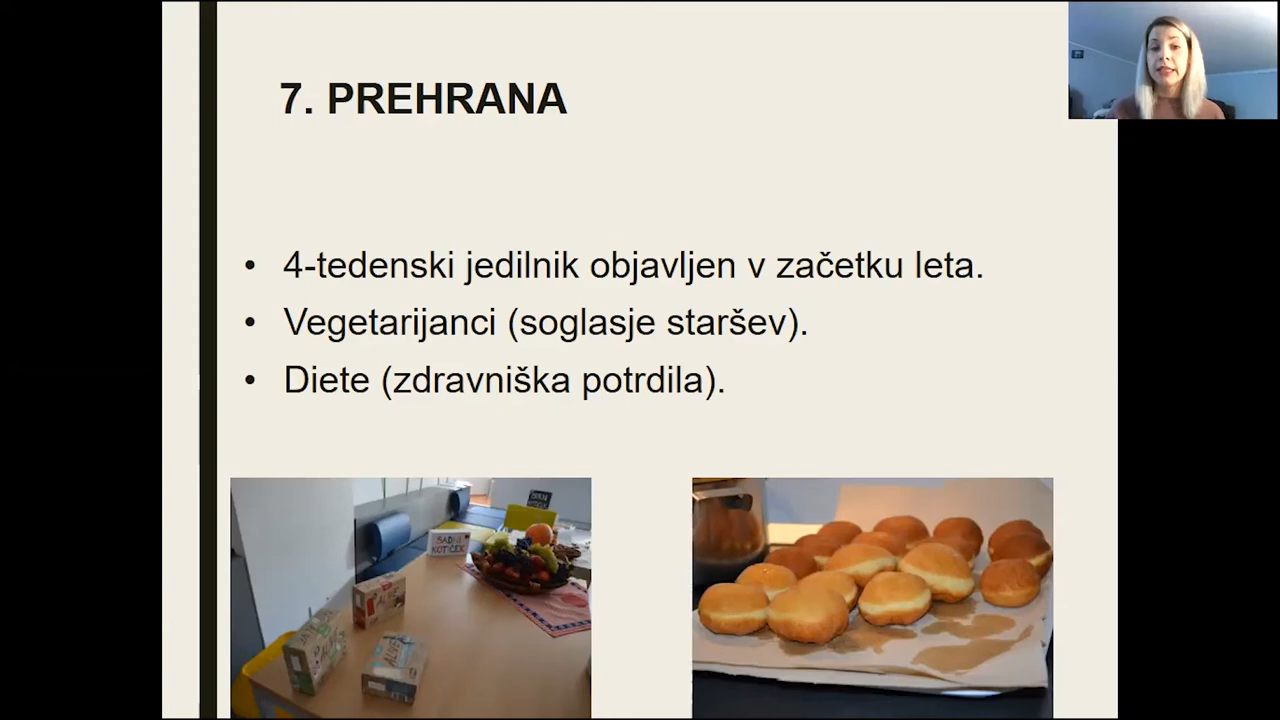 7. PREHRANA
• 4-tedenski jedilnik objavljen v začetku leta.
• Vegetarijanci (soglasje staršev).
• Diete (zdravniška potrdila).
SADNI
KOTIČEK